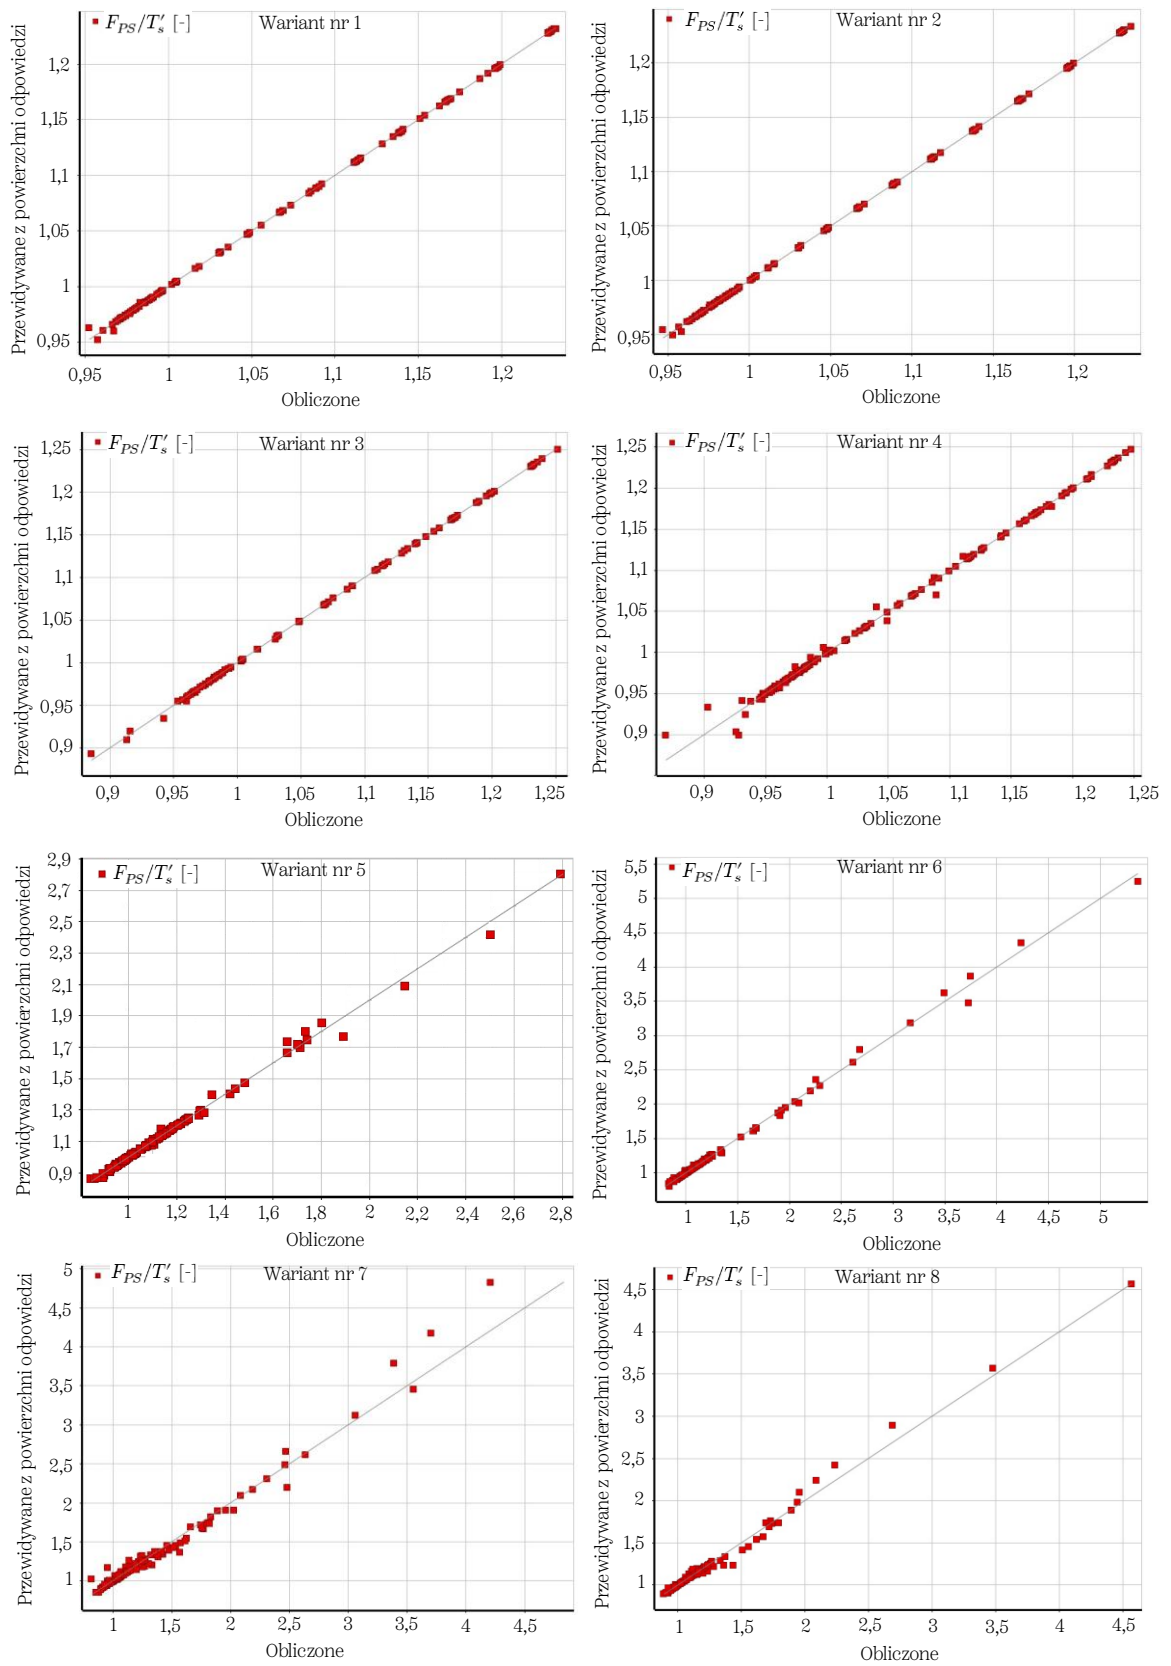 F_PS/T′_s [-]
Wariant nr 1
Przewidywane z powierzchni odpowiedzi
1,2
1,15
1,1
1,05
1
0,95
0,95 1 1,05 1,1 1,15 1,2
Obliczone
F_PS/T′_s [-]
Wariant nr 2
Przewidywane z powierzchni odpowiedzi
1,2
1,15
1,1
1,05
1
0,95
0,95 1 1,05 1,1 1,15 1,2
Obliczone
F_PS/T′_s [-]
Wariant nr 3
Przewidywane z powierzchni odpowiedzi
1,25
1,2
1,15
1,1
1,05
1
0,95
0,9
0,9 0,95 1 1,05 1,1 1,15 1,2 1,25
Obliczone
F_PS/T′_s [-]
Wariant nr 4
Przewidywane z powierzchni odpowiedzi
1,25
1,2
1,15
1,1
1,05
1
0,95
0,9
0,9 0,95 1 1,05 1,1 1,15 1,2 1,25
Obliczone
F_PS/T′_s [-]
Wariant nr 5
Przewidywane z powierzchni odpowiedzi
2,9
2,7
2,5
2,3
2,1
1,9
1,7
1,5
1,3
1,1
0,9
1 1,2 1,4 1,6 1,8 2 2,2 2,4 2,6 2,8
Obliczone
F_PS/T′_s [-]
Wariant nr 6
Przewidywane z powierzchni odpowiedzi
5,5
5
4,5
4
3,5
3
2,5
2
1,5
1
1 1,5 2 2,5 3 3,5 4 4,5 5
Obliczone
F_PS/T′_s [-]
Wariant nr 7
Przewidywane z powierzchni odpowiedzi
5
4,5
4
3,5
3
2,5
2
1,5
1
1 1,5 2 2,5 3 3,5 4 4,5
Obliczone
F_PS/T′_s [-]
Wariant nr 8
Przewidywane z powierzchni odpowiedzi
4,5
4
3,5
3
2,5
2
1,5
1
1 1,5 2 2,5 3 3,5 4 4,5
Obliczone